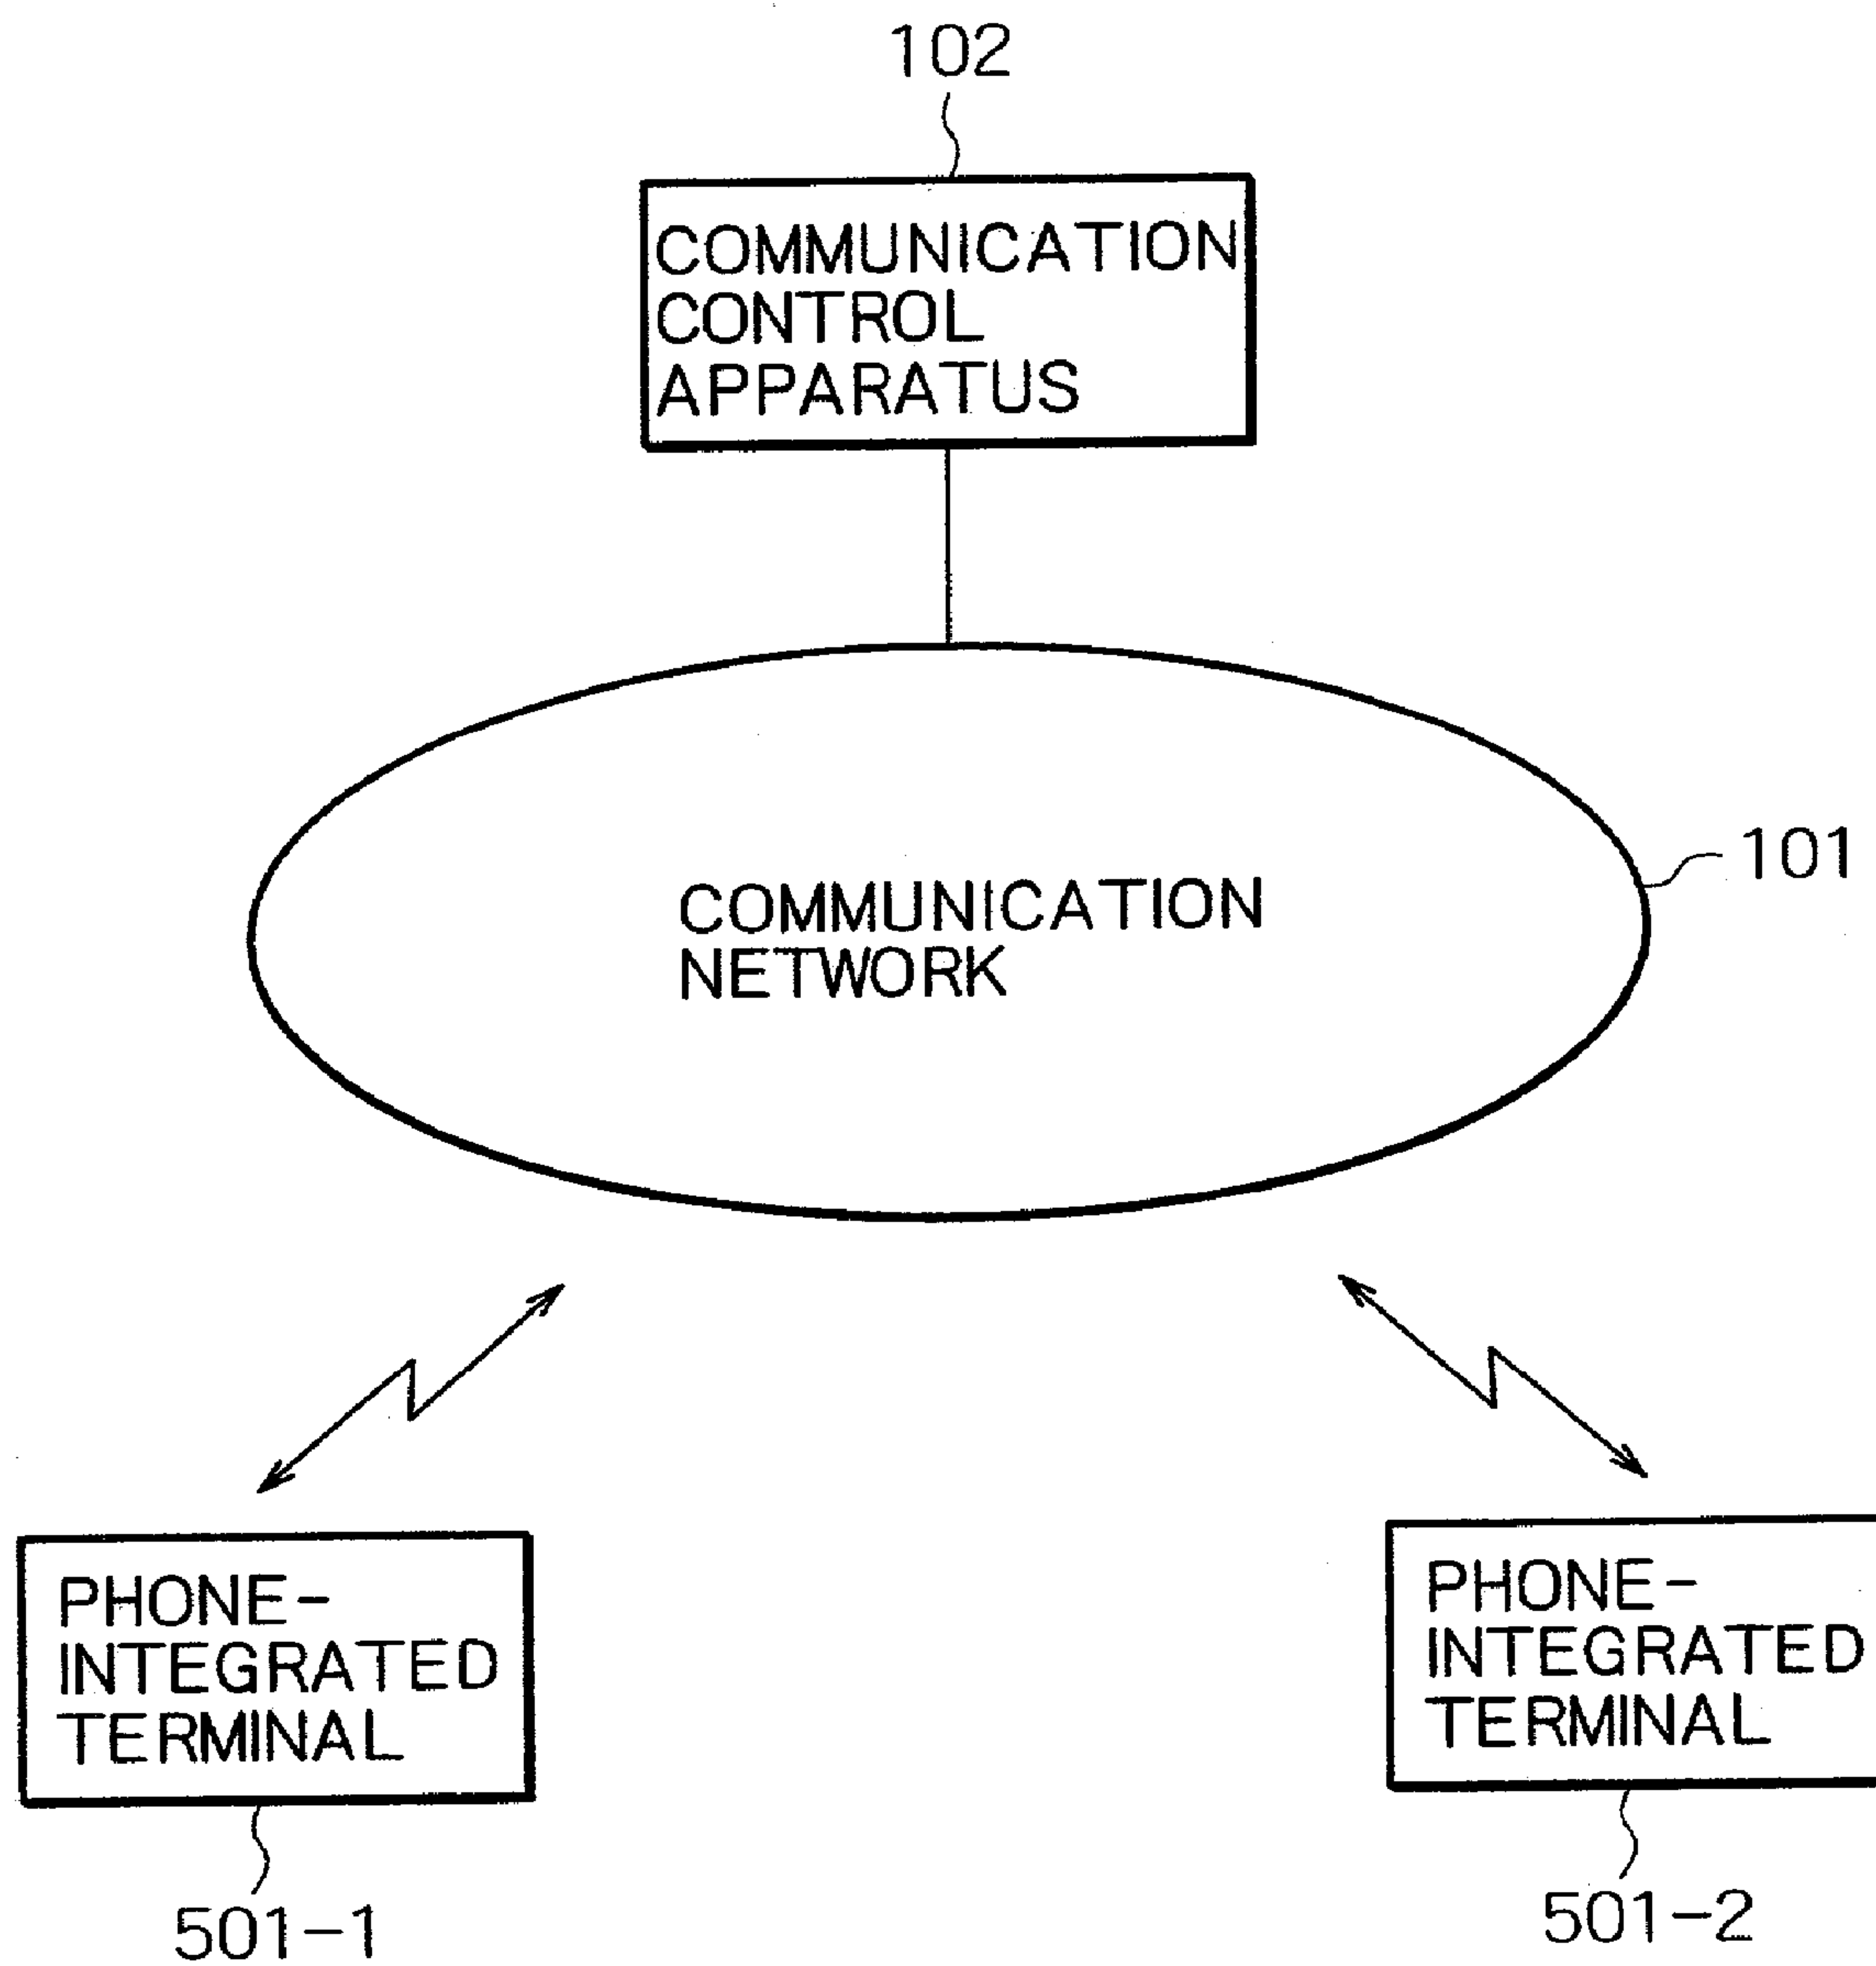 102
COMMUNICATION
CONTROL
APPARATUS
101
COMMUNICATION
NETWORK
PHONE-
INTEGRATED
TERMINAL
PHONE-
INTEGRATED
TERMINAL
501-1
501-2